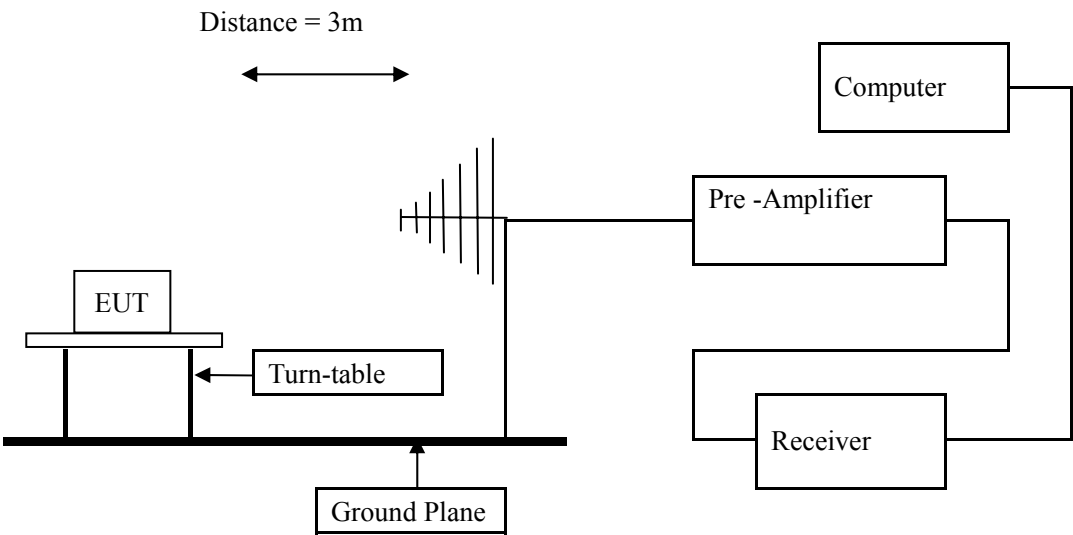 Distance = 3m
Computer
Pre -Amplifier
EUT
Turn-table
Receiver
Ground Plane